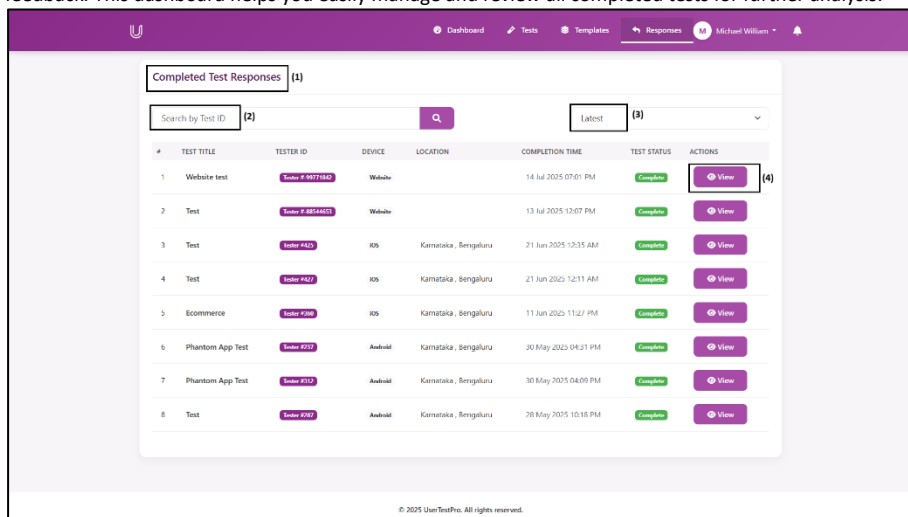 feedback. This dashboard helps you easily manage and review all completed tests for further analysis.
Dashboard Tests Templates Responses M Michael William
Completed Test Responses (1)
Search by Test ID (2) Latest (3)
# TEST TITLE TESTER ID DEVICE LOCATION COMPLETION TIME TEST STATUS ACTIONS
1 Website test Tester #-99771842 Website 14 Jul 2025 07:01 PM Complete View (4)
2 Test Tester #-88544653 Website 13 Jul 2025 12:07 PM Complete View
3 Test Tester #425 iOS Karnataka , Bengaluru 21 Jun 2025 12:35 AM Complete View
4 Test Tester #427 iOS Karnataka , Bengaluru 21 Jun 2025 12:11 AM Complete View
5 Ecommerce Tester #360 iOS Karnataka , Bengaluru 11 Jun 2025 11:27 PM Complete View
6 Phantom App Test Tester #237 Android Karnataka , Bengaluru 30 May 2025 04:31 PM Complete View
7 Phantom App Test Tester #312 Android Karnataka , Bengaluru 30 May 2025 04:09 PM Complete View
8 Test Tester #287 Android Karnataka , Bengaluru 28 May 2025 10:18 PM Complete View
© 2025 UserTestPro. All rights reserved.